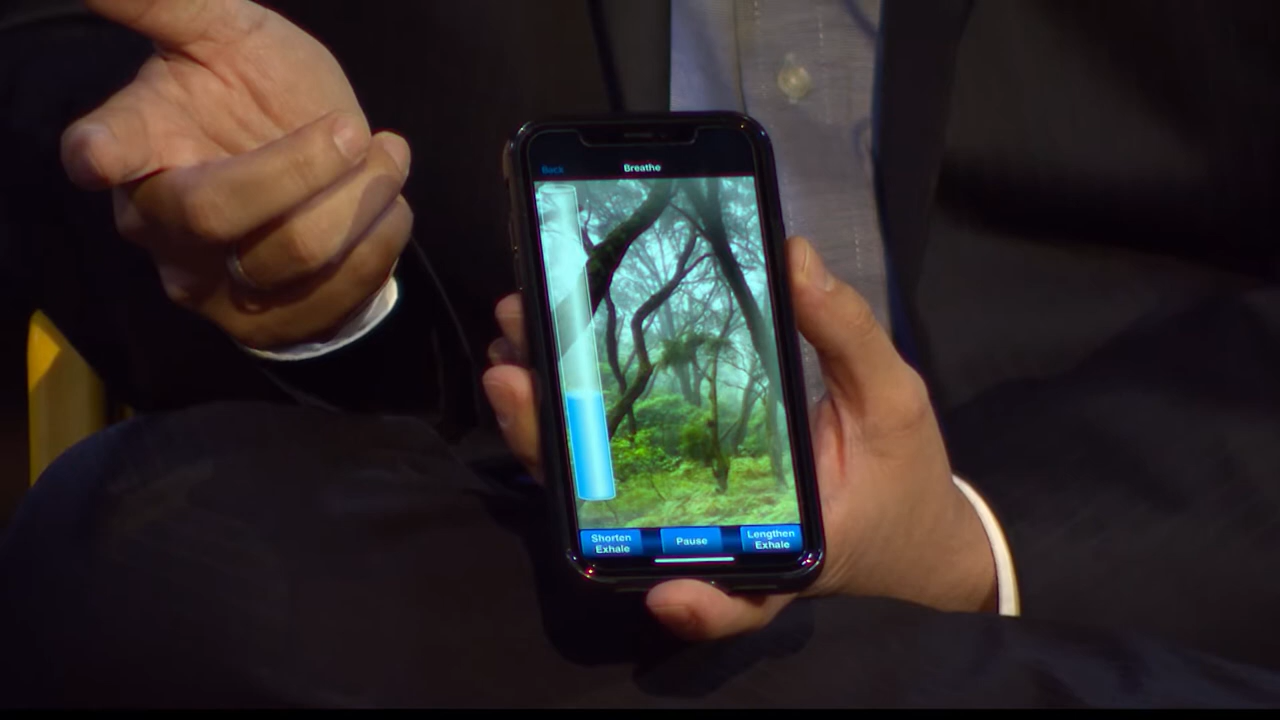 Back
Breathe
Shorten
Exhale
Pause
Lengthen
Exhale